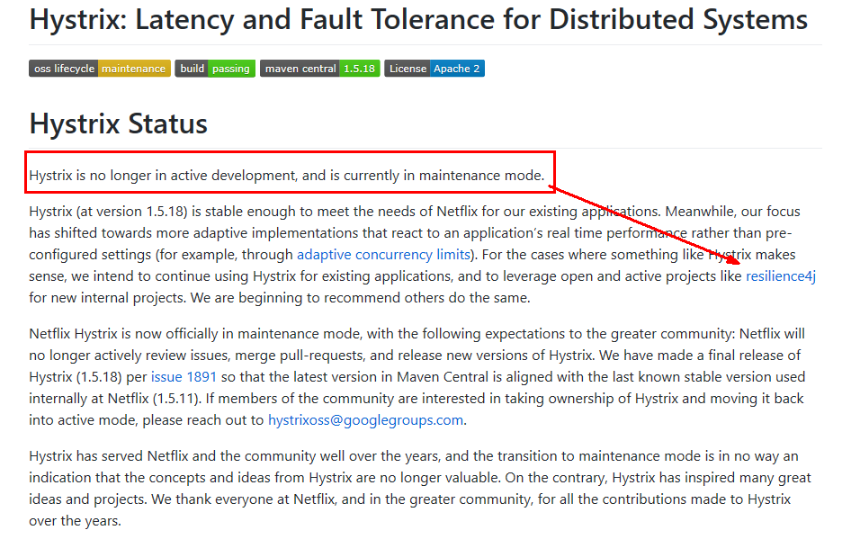 Hystrix: Latency and Fault Tolerance for Distributed Systems
oss lifecycle maintenance build passing maven central 1.5.18 License Apache 2
Hystrix Status
Hystrix is no longer in active development, and is currently in maintenance mode.
Hystrix (at version 1.5.18) is stable enough to meet the needs of Netflix for our existing applications. Meanwhile, our focus
has shifted towards more adaptive implementations that react to an application's real time performance rather than pre-
configured settings (for example, through adaptive concurrency limits). For the cases where something like Hystrix makes
sense, we intend to continue using Hystrix for existing applications, and to leverage open and active projects like resilience4j
for new internal projects. We are beginning to recommend others do the same.
Netflix Hystrix is now officially in maintenance mode, with the following expectations to the greater community: Netflix will
no longer actively review issues, merge pull-requests, and release new versions of Hystrix. We have made a final release of
Hystrix (1.5.18) per issue 1891 so that the latest version in Maven Central is aligned with the last known stable version used
internally at Netflix (1.5.11). If members of the community are interested in taking ownership of Hystrix and moving it back
into active mode, please reach out to hystrixoss@googlegroups.com.
Hystrix has served Netflix and the community well over the years, and the transition to maintenance mode is in no way an
indication that the concepts and ideas from Hystrix are no longer valuable. On the contrary, Hystrix has inspired many great
ideas and projects. We thank everyone at Netflix, and in the greater community, for all the contributions made to Hystrix
over the years.